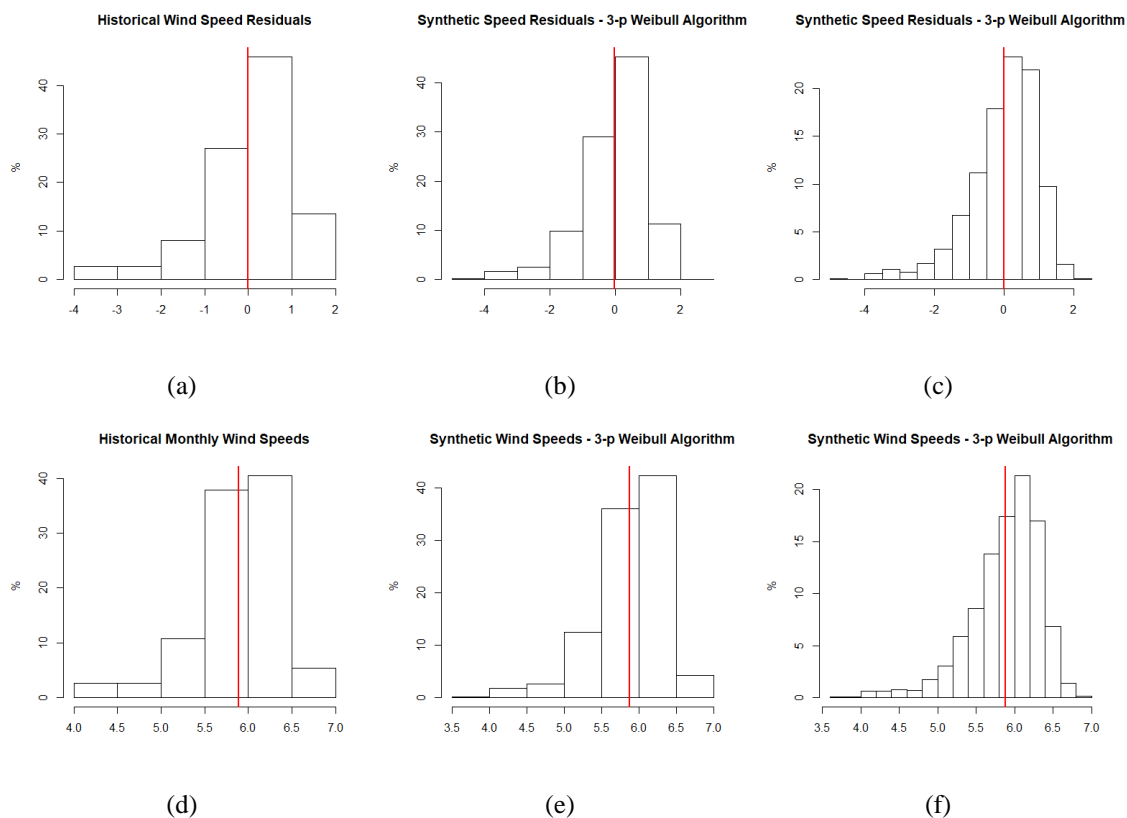 Historical Wind Speed Residuals
%
0
10
20
30
40
-4 -3 -2 -1 0 1 2
(a)
Synthetic Speed Residuals - 3-p Weibull Algorithm
%
0
10
20
30
40
-4 -2 0 2
(b)
Synthetic Speed Residuals - 3-p Weibull Algorithm
%
0
5
10
15
20
-2 0 2
-4
(c)
Historical Monthly Wind Speeds
%
0
10
20
30
40
4.0 4.5 5.0 5.5 6.0 6.5 7.0
(d)
Synthetic Wind Speeds - 3-p Weibull Algorithm
%
0
10
20
30
40
3.5 4.0 4.5 5.0 5.5 6.0 6.5 7.0
(e)
Synthetic Wind Speeds - 3-p Weibull Algorithm
%
0
5
10
15
20
3.5 4.0 4.5 5.0 5.5 6.0 6.5 7.0
(f)